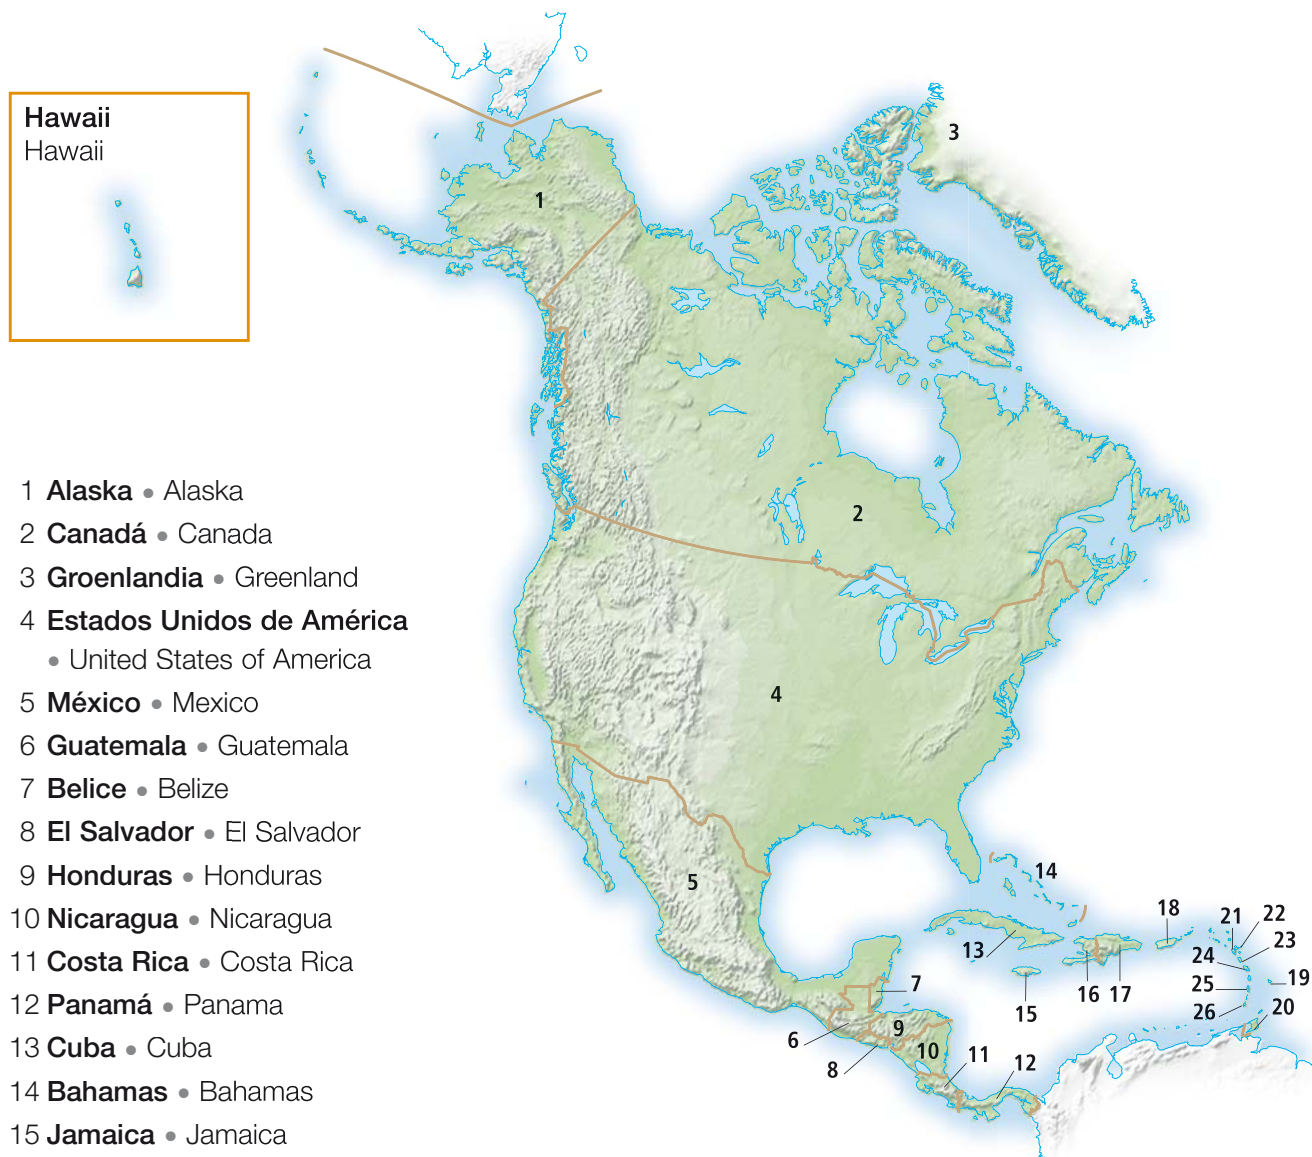 Hawaii
Hawaii
1 Alaska • Alaska
2 Canadá • Canada
3 Groenlandia • Greenland
4 Estados Unidos de América
• United States of America
5 México • Mexico
6 Guatemala • Guatemala
7 Belice • Belize
8 El Salvador • El Salvador
9 Honduras • Honduras
10 Nicaragua • Nicaragua
11 Costa Rica • Costa Rica
12 Panamá • Panama
13 Cuba • Cuba
14 Bahamas • Bahamas
15 Jamaica • Jamaica
3
1
2
4
5
14
18
21
22
13
23
24
16
17
25
19
7
15
26
20
6
9
8
10
11
12